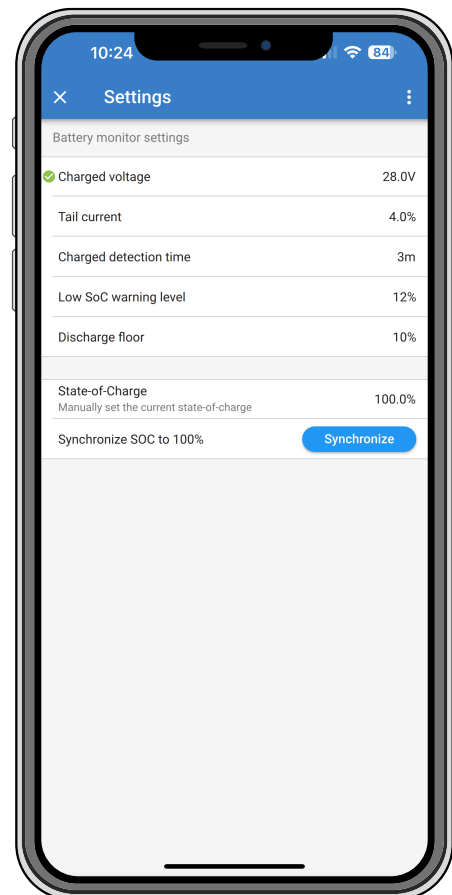 10:24
84
Settings
Battery monitor settings
Charged voltage 28.0V
Tail current 4.0%
Charged detection time 3m
Low SoC warning level 12%
Discharge floor 10%
State-of-Charge
Manually set the current state-of-charge
100.0%
Synchronize SOC to 100% Synchronize